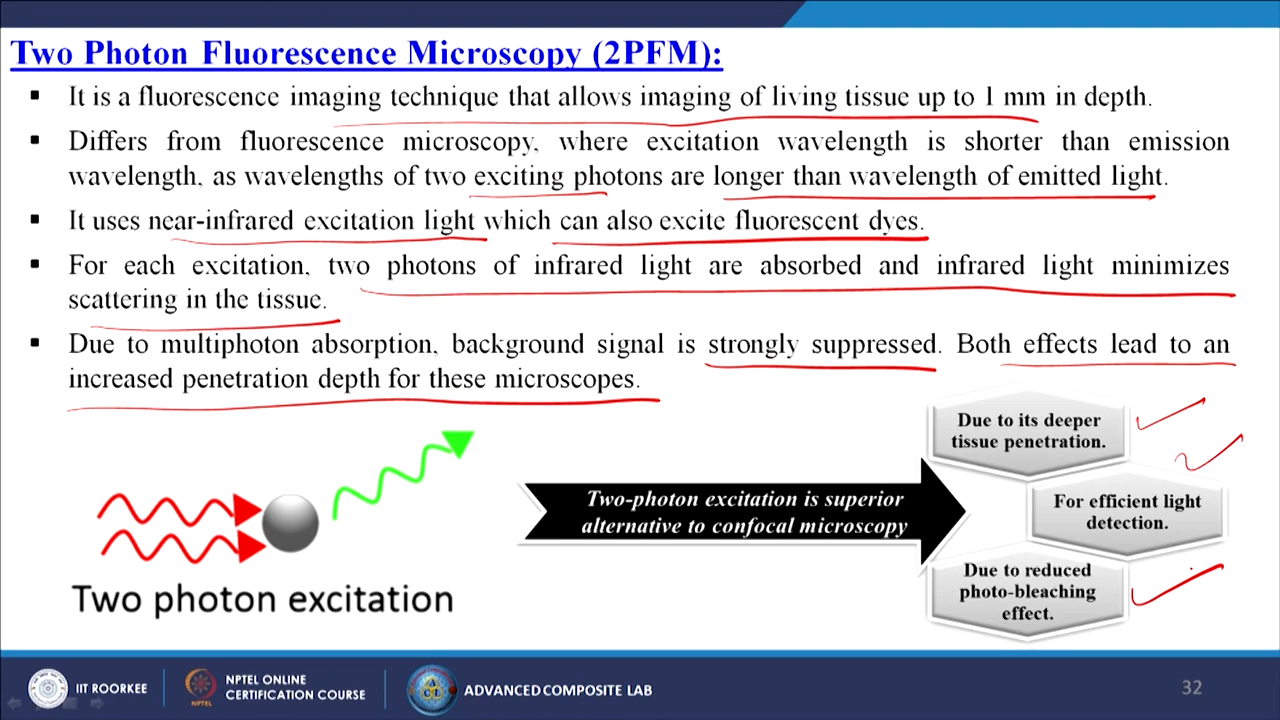 Two Photon Fluorescence Microscopy (2PFM):
▪ It is a fluorescence imaging technique that allows imaging of living tissue up to 1 mm in depth.
▪ Differs from fluorescence microscopy, where excitation wavelength is shorter than emission
wavelength, as wavelengths of two exciting photons are longer than wavelength of emitted light.
▪ It uses near-infrared excitation light which can also excite fluorescent dyes.
▪ For each excitation, two photons of infrared light are absorbed and infrared light minimizes
scattering in the tissue.
▪ Due to multiphoton absorption, background signal is strongly suppressed. Both effects lead to an
increased penetration depth for these microscopes.
Two photon excitation
Two-photon excitation is superior
alternative to confocal microscopy
Due to its deeper
tissue penetration.
For efficient light
detection.
Due to reduced
photo-bleaching
effect.
IIT ROORKEE
NPTEL
NPTEL ONLINE
CERTIFICATION COURSE
ACL
ADVANCED COMPOSITE LAB
32